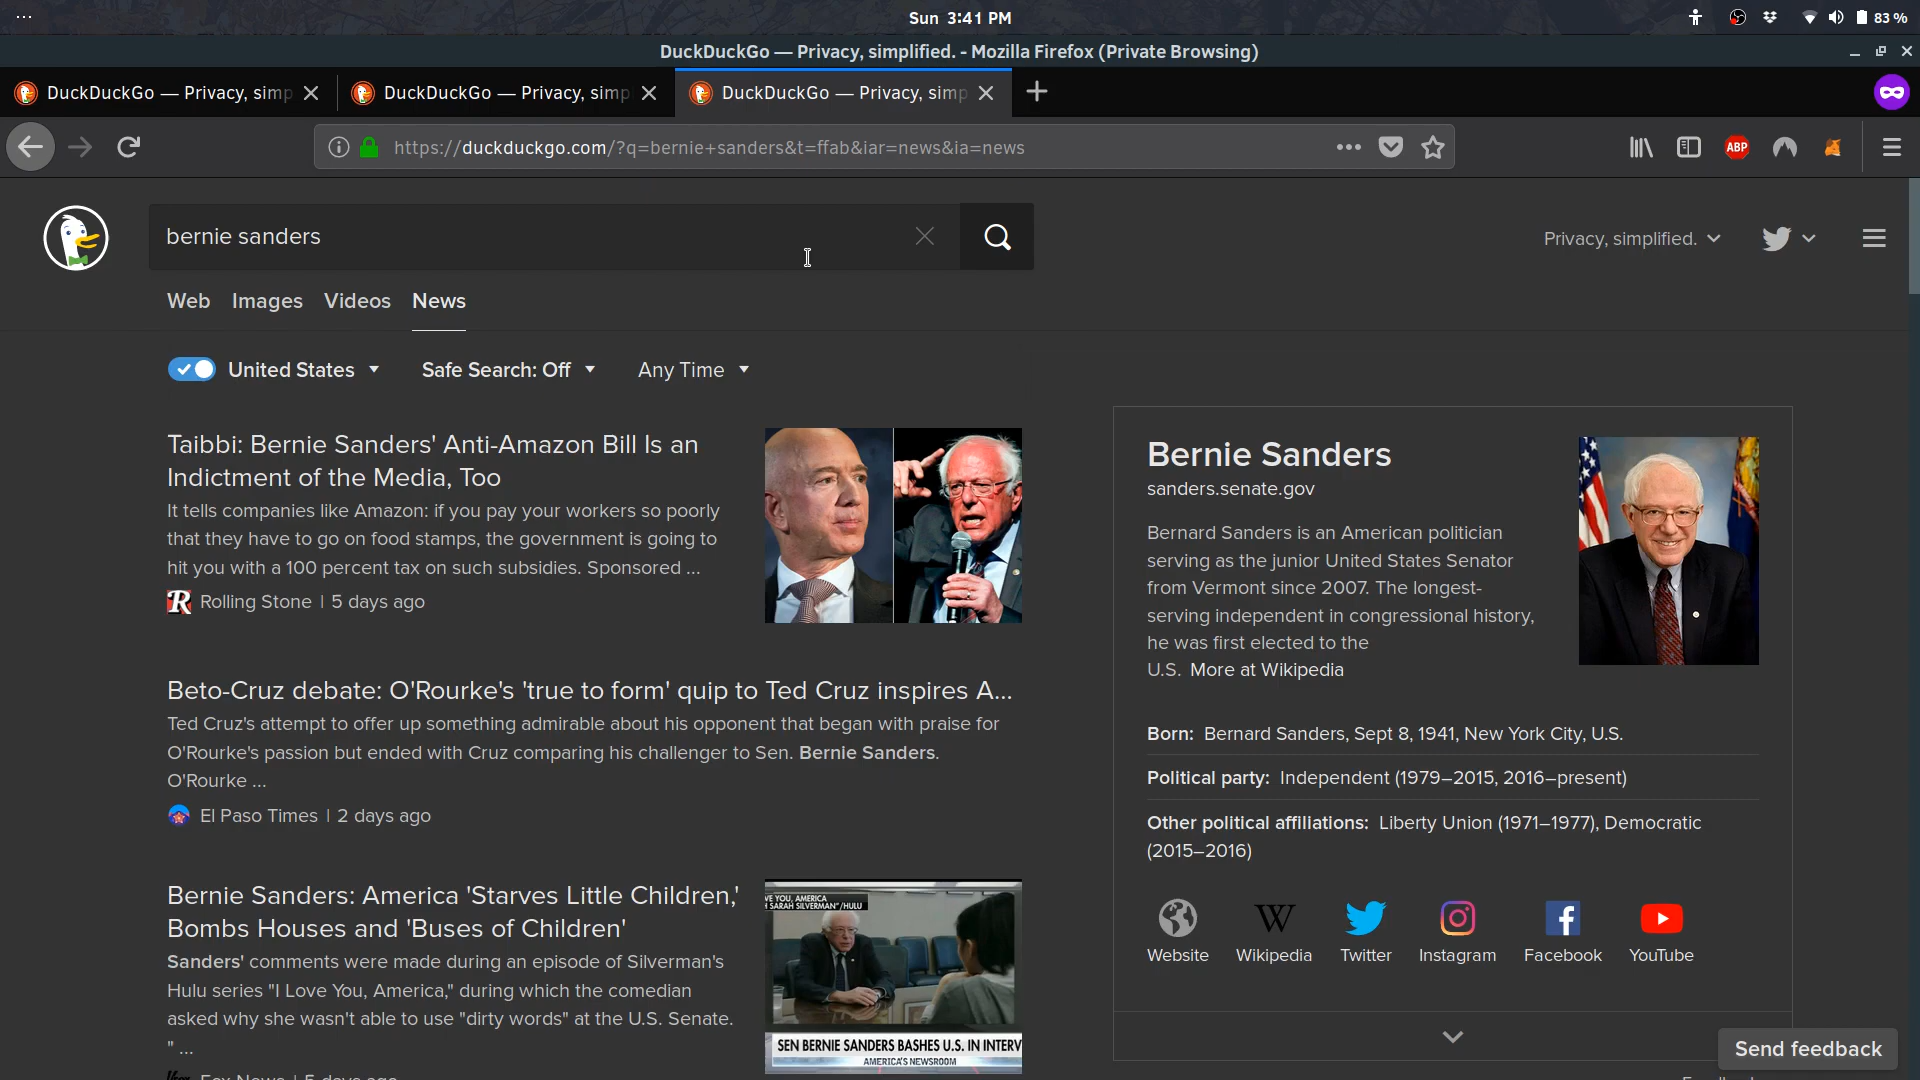 Sun 3:41 PM
83 %
DuckDuckGo — Privacy, simplified. - Mozilla Firefox (Private Browsing)
DuckDuckGo — Privacy, simp
DuckDuckGo — Privacy, simp
DuckDuckGo — Privacy, simp
https://duckduckgo.com/?q=bernie+sanders&t=ffab&iar=news&ia=news
ABP
bernie sanders
Privacy, simplified.
Web Images Videos News
United States Safe Search: Off Any Time
Taibbi: Bernie Sanders' Anti-Amazon Bill Is an
Indictment of the Media, Too
It tells companies like Amazon: if you pay your workers so poorly
that they have to go on food stamps, the government is going to
hit you with a 100 percent tax on such subsidies. Sponsored ...
Rolling Stone | 5 days ago
Beto-Cruz debate: O'Rourke's 'true to form' quip to Ted Cruz inspires A...
Ted Cruz's attempt to offer up something admirable about his opponent that began with praise for
O'Rourke's passion but ended with Cruz comparing his challenger to Sen. Bernie Sanders.
O'Rourke ...
El Paso Times | 2 days ago
Bernie Sanders: America 'Starves Little Children,'
Bombs Houses and 'Buses of Children'
Sanders' comments were made during an episode of Silverman's
Hulu series "I Love You, America," during which the comedian
asked why she wasn't able to use "dirty words" at the U.S. Senate.
" ...
Fox News | 5 days ago
VE YOU, AMERICA
H SARAH SILVERMAN"/HULU
SEN BERNIE SANDERS BASHES U.S. IN INTERV
AMERICA'S NEWSROOM
Bernie Sanders
sanders.senate.gov
Bernard Sanders is an American politician
serving as the junior United States Senator
from Vermont since 2007. The longest-
serving independent in congressional history,
he was first elected to the
U.S. More at Wikipedia
Born: Bernard Sanders, Sept 8, 1941, New York City, U.S.
Political party: Independent (1979–2015, 2016–present)
Other political affiliations: Liberty Union (1971–1977), Democratic
(2015–2016)
Website Wikipedia Twitter Instagram Facebook YouTube
Send feedback